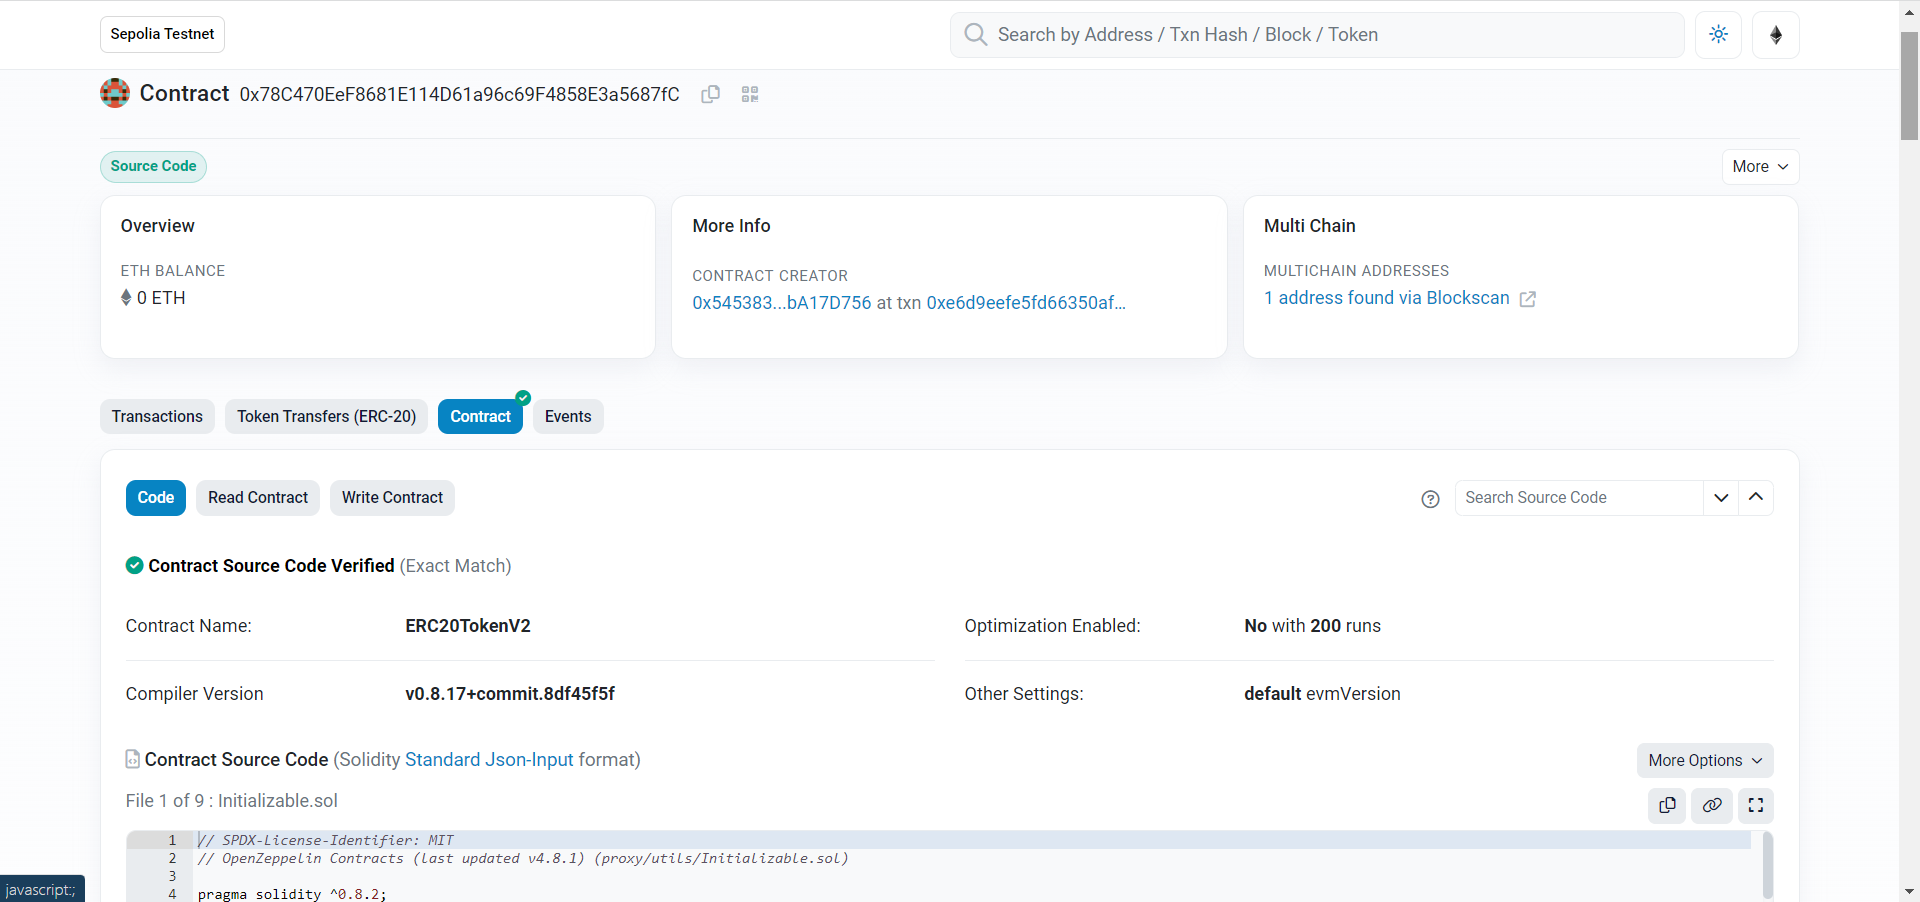 Sepolia Testnet
Search by Address / Txn Hash / Block / Token
Contract 0x78C470EeF8681E114D61a96c69F4858E3a5687fC
Source Code
More
Overview
ETH BALANCE
0 ETH
More Info
CONTRACT CREATOR
0x545383...bA17D756 at txn 0xe6d9eefe5fd66350af...
Multi Chain
MULTICHAIN ADDRESSES
1 address found via Blockscan
Transactions
Token Transfers (ERC-20)
Contract
Events
Code
Read Contract
Write Contract
?
Search Source Code
Contract Source Code Verified (Exact Match)
Contract Name: ERC20TokenV2
Optimization Enabled: No with 200 runs
Compiler Version v0.8.17+commit.8df45f5f
Other Settings: default evmVersion
Contract Source Code (Solidity Standard Json-Input format)
More Options
File 1 of 9 : Initializable.sol
1 // SPDX-License-Identifier: MIT
2 // OpenZeppelin Contracts (last updated v4.8.1) (proxy/utils/Initializable.sol)
3
4 pragma solidity ^0.8.2;
javascript:;